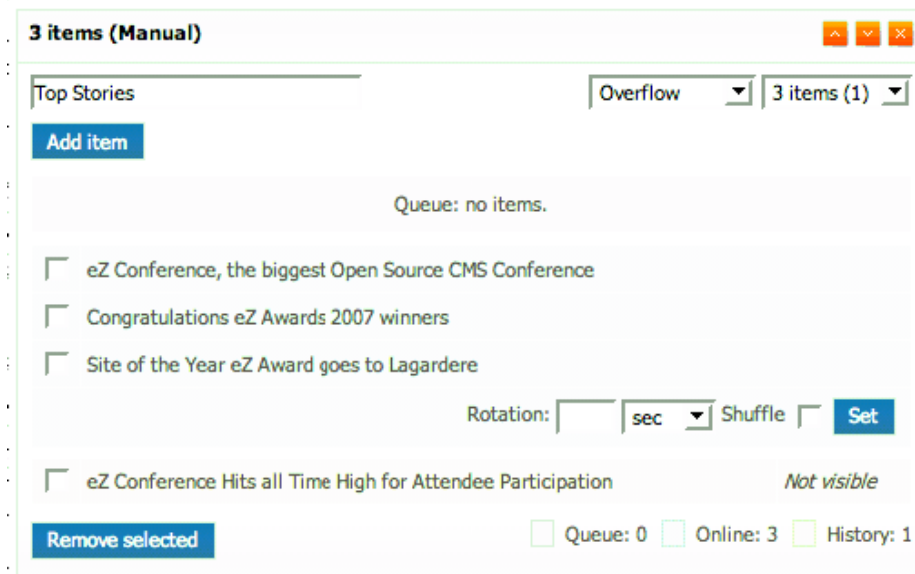 3 items (Manual)
Top Stories Overflow 3 items (1)
Add item
Queue: no items.
eZ Conference, the biggest Open Source CMS Conference
Congratulations eZ Awards 2007 winners
Site of the Year eZ Award goes to Lagardere
Rotation: sec Shuffle Set
eZ Conference Hits all Time High for Attendee Participation Not visible
Remove selected Queue: 0 Online: 3 History: 1